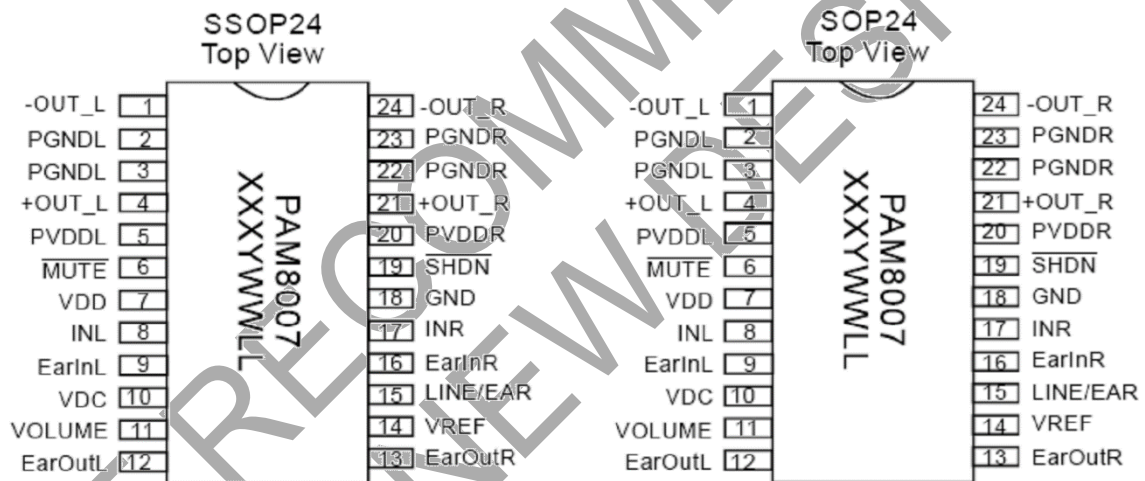 SSOP24
Top View
-OUT_L 1
PGNDL 2
PGNDL 3
+OUT_L 4
PVDDL 5
MUTE 6
VDD 7
INL 8
EarInL 9
VDC 10
VOLUME 11
EarOutL 12
PAM8007
XXXYWWLL
24 -OUT_R
23 PGNDR
22 PGNDR
21 +OUT_R
20 PVDDR
19 SHDN
18 GND
17 INR
16 EarInR
15 LINE/EAR
14 VREF
13 EarOutR
SOP24
Top View
-OUT_L 1
PGNDL 2
PGNDL 3
+OUT_L 4
PVDDL 5
MUTE 6
VDD 7
INL 8
EarInL 9
VDC 10
VOLUME 11
EarOutL 12
PAM8007
XXXYWWLL
24 -OUT_R
23 PGNDR
22 PGNDR
21 +OUT_R
20 PVDDR
19 SHDN
18 GND
17 INR
16 EarInR
15 LINE/EAR
14 VREF
13 EarOutR